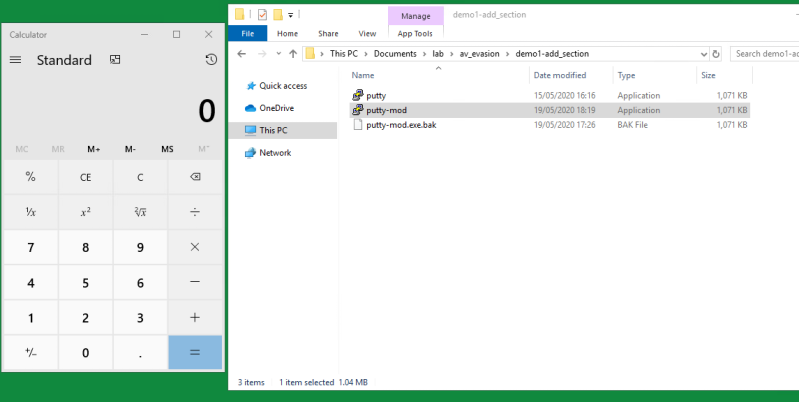 Calculator
Standard
0
MC MR M+ M- MS M˅
% CE C
¹/x x² ²√x ÷
7 8 9 ×
4 5 6 −
1 2 3 +
+/− 0 . =
Manage demo1-add_section
File Home Share View App Tools
This PC > Documents > lab > av_evasion > demo1-add_section
Search demo1-ad
Quick access
OneDrive
This PC
Network
Name Date modified Type Size
putty 15/05/2020 16:16 Application 1,071 KB
putty-mod 19/05/2020 18:19 Application 1,071 KB
putty-mod.exe.bak 19/05/2020 17:26 BAK File 1,071 KB
3 items 1 item selected 1.04 MB